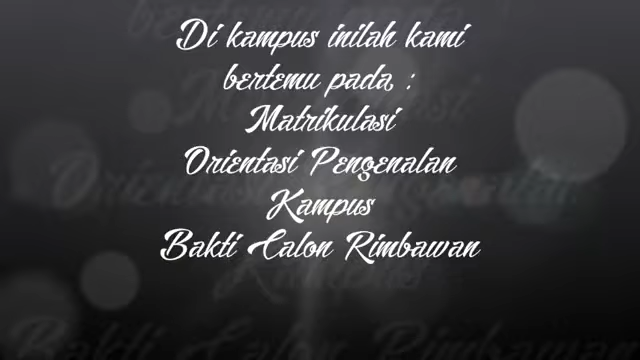 Di kampus inilah kami
bertemu pada :
Matrikulasi
Orientasi Pengenalan
Kampus
Bakti Calon Rimbawan